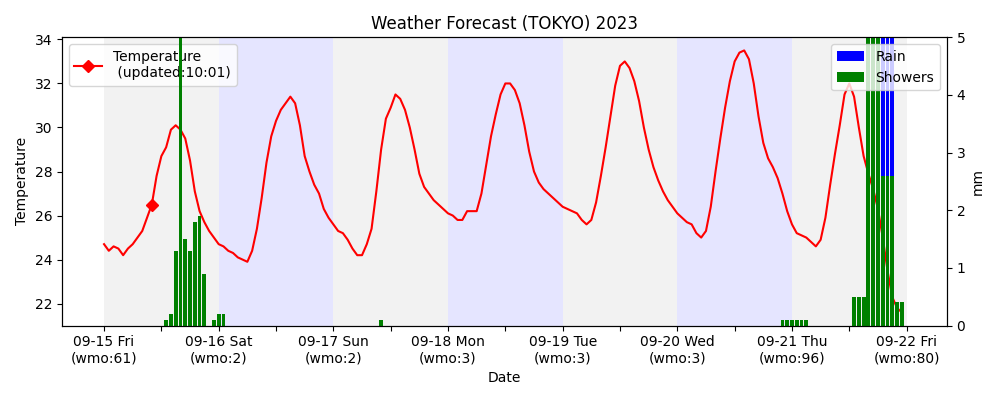 Weather Forecast (TOKYO) 2023
Temperature
(updated:10:01)
Rain
Showers
34
32
30
28
26
24
22
Temperature
5
4
3
2
1
0
mm
09-15 Fri
(wmo:61)
09-16 Sat
(wmo:2)
09-17 Sun
(wmo:2)
09-18 Mon
(wmo:3)
09-19 Tue
(wmo:3)
09-20 Wed
(wmo:3)
09-21 Thu
(wmo:96)
09-22 Fri
(wmo:80)
Date